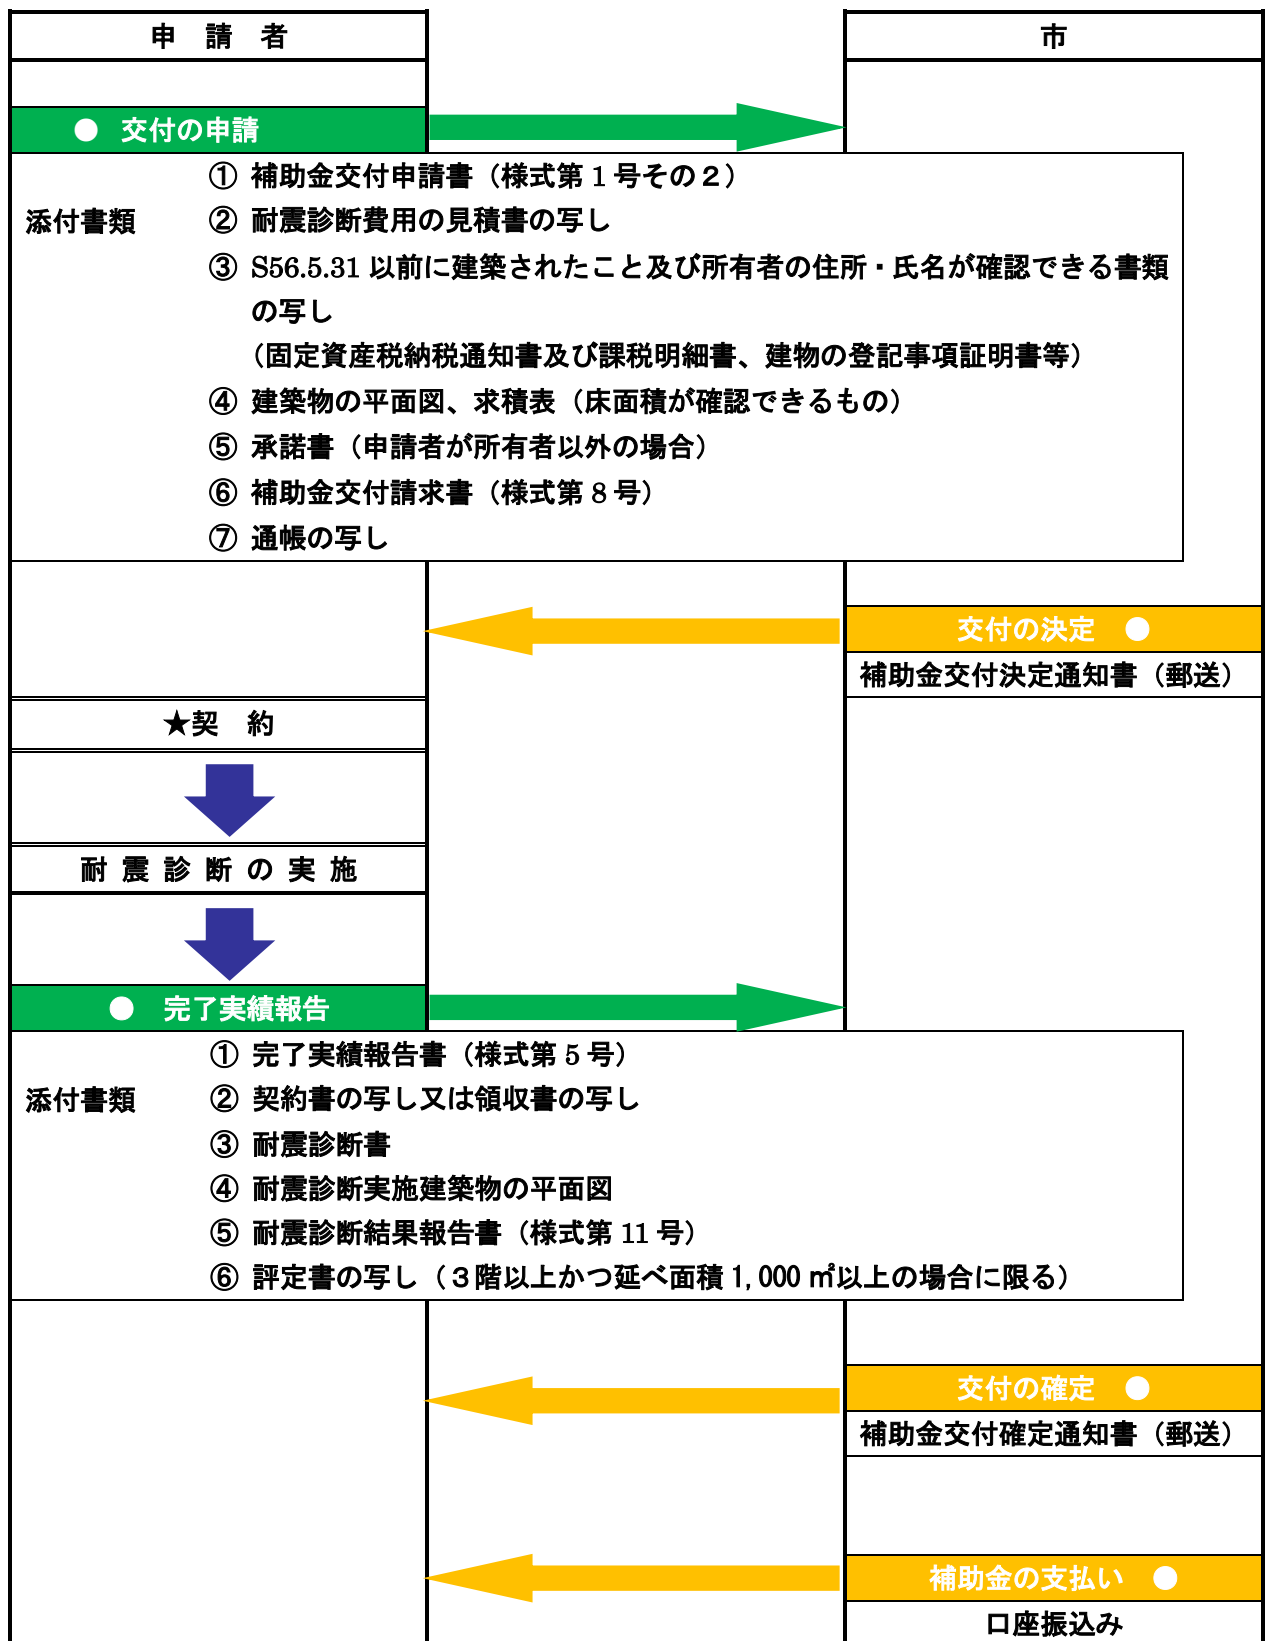 申　請　者
市
●　交付の申請
① 補助金交付申請書（様式第 1 号その２）
添付書類
② 耐震診断費用の見積書の写し
③ S56.5.31 以前に建築されたこと及び所有者の住所・氏名が確認できる書類
の写し
（固定資産税納税通知書及び課税明細書、建物の登記事項証明書等）
④ 建築物の平面図、求積表（床面積が確認できるもの）
⑤ 承諾書（申請者が所有者以外の場合）
⑥ 補助金交付請求書（様式第 8 号）
⑦ 通帳の写し
交付の決定　●
補助金交付決定通知書（郵送）
★契　約
耐 震 診 断 の 実 施
●　完了実績報告
① 完了実績報告書（様式第 5 号）
添付書類
② 契約書の写し又は領収書の写し
③ 耐震診断書
④ 耐震診断実施建築物の平面図
⑤ 耐震診断結果報告書（様式第 11 号）
⑥ 評定書の写し（３階以上かつ延べ面積 1,000 ㎡以上の場合に限る）
交付の確定　●
補助金交付確定通知書（郵送）
補助金の支払い　●
口座振込み